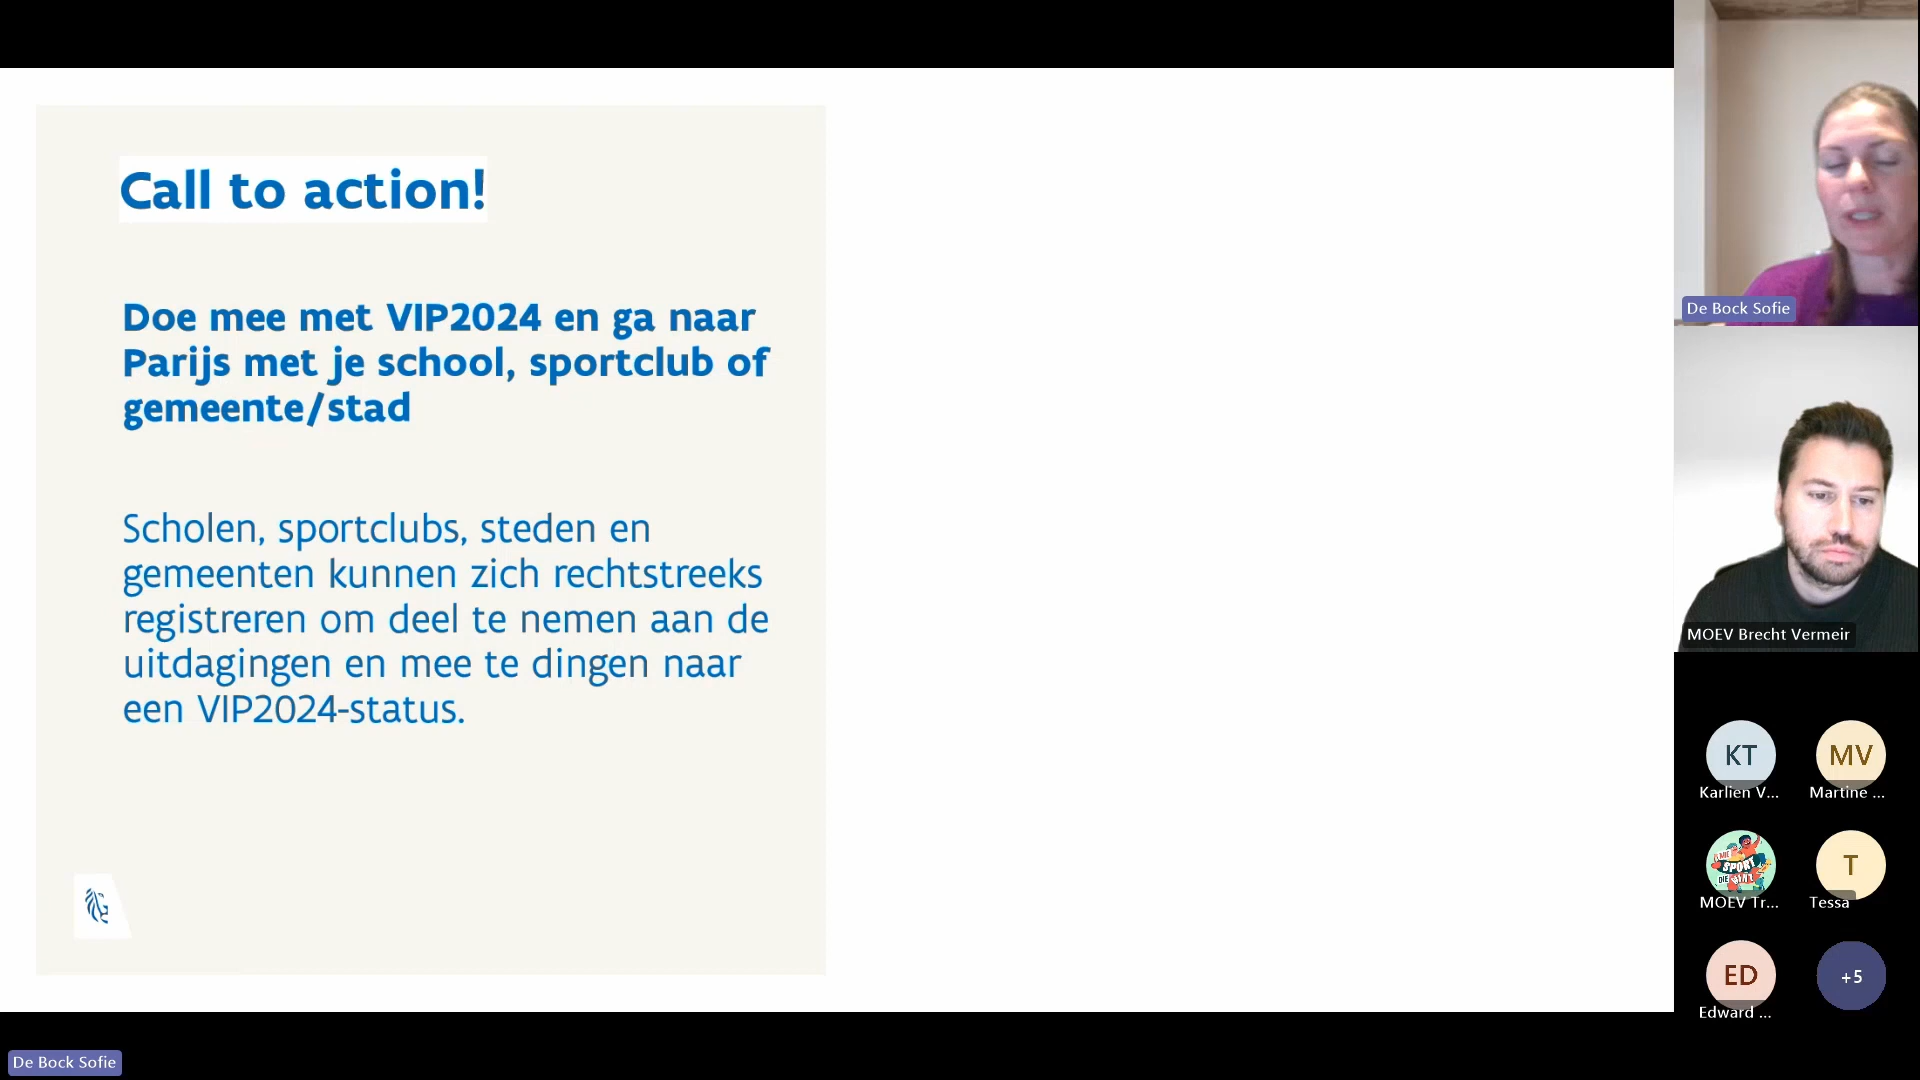 Call to action!
Doe mee met VIP2024 en ga naar
Parijs met je school, sportclub of
gemeente/stad
Scholen, sportclubs, steden en
gemeenten kunnen zich rechtstreeks
registreren om deel te nemen aan de
uitdagingen en mee te dingen naar
een VIP2024-status.
De Bock Sofie
MOEV Brecht Vermeir
KT
Karlien V...
MV
Martine ...
SPORT
MOEV Tr...
T
Tessa
ED
Edward ...
+5
De Bock Sofie